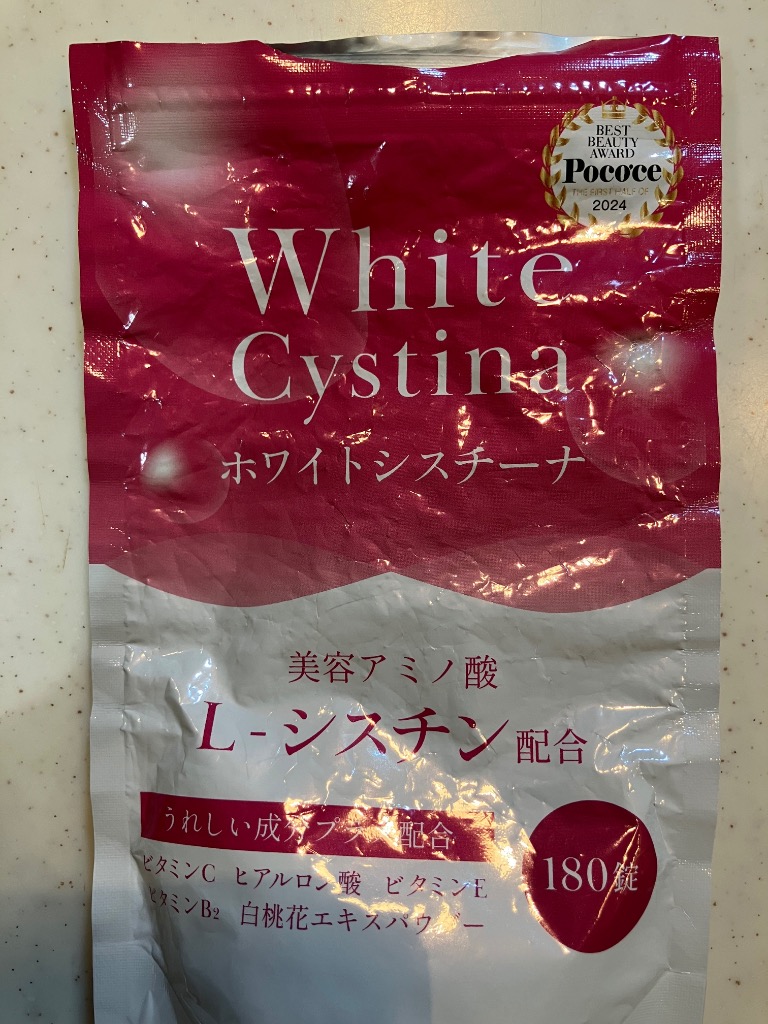 BEST
BEAUTY
AWARD
Pococe
THE FIRST HALF OF
2024
White
Cystina
ホワイトシスチーナ
美容アミノ酸
L-シスチン配合
うれしい成分プラス配合
ビタミンC ヒアルロン酸 ビタミンE
ビタミンB2 白桃花エキスパウダー
180錠